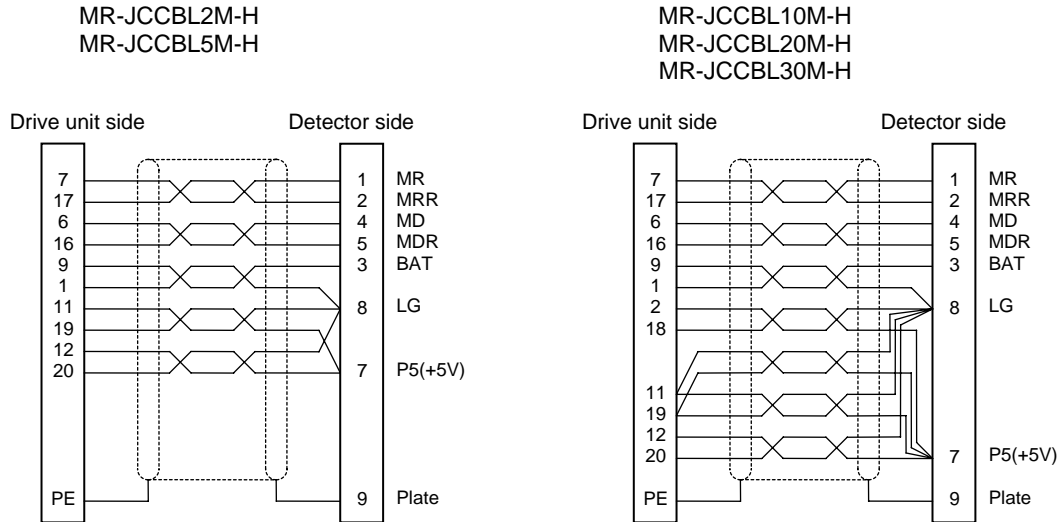 MR-JCCBL2M-H
MR-JCCBL5M-H
Drive unit side Detector side
7 1 MR
17 2 MRR
6 4 MD
16 5 MDR
9 3 BAT
1
11 8 LG
19
12
20 7 P5(+5V)
PE 9 Plate
MR-JCCBL10M-H
MR-JCCBL20M-H
MR-JCCBL30M-H
Drive unit side Detector side
7 1 MR
17 2 MRR
6 4 MD
16 5 MDR
9 3 BAT
1
2 8 LG
18
11
19
12
20 7 P5(+5V)
PE 9 Plate